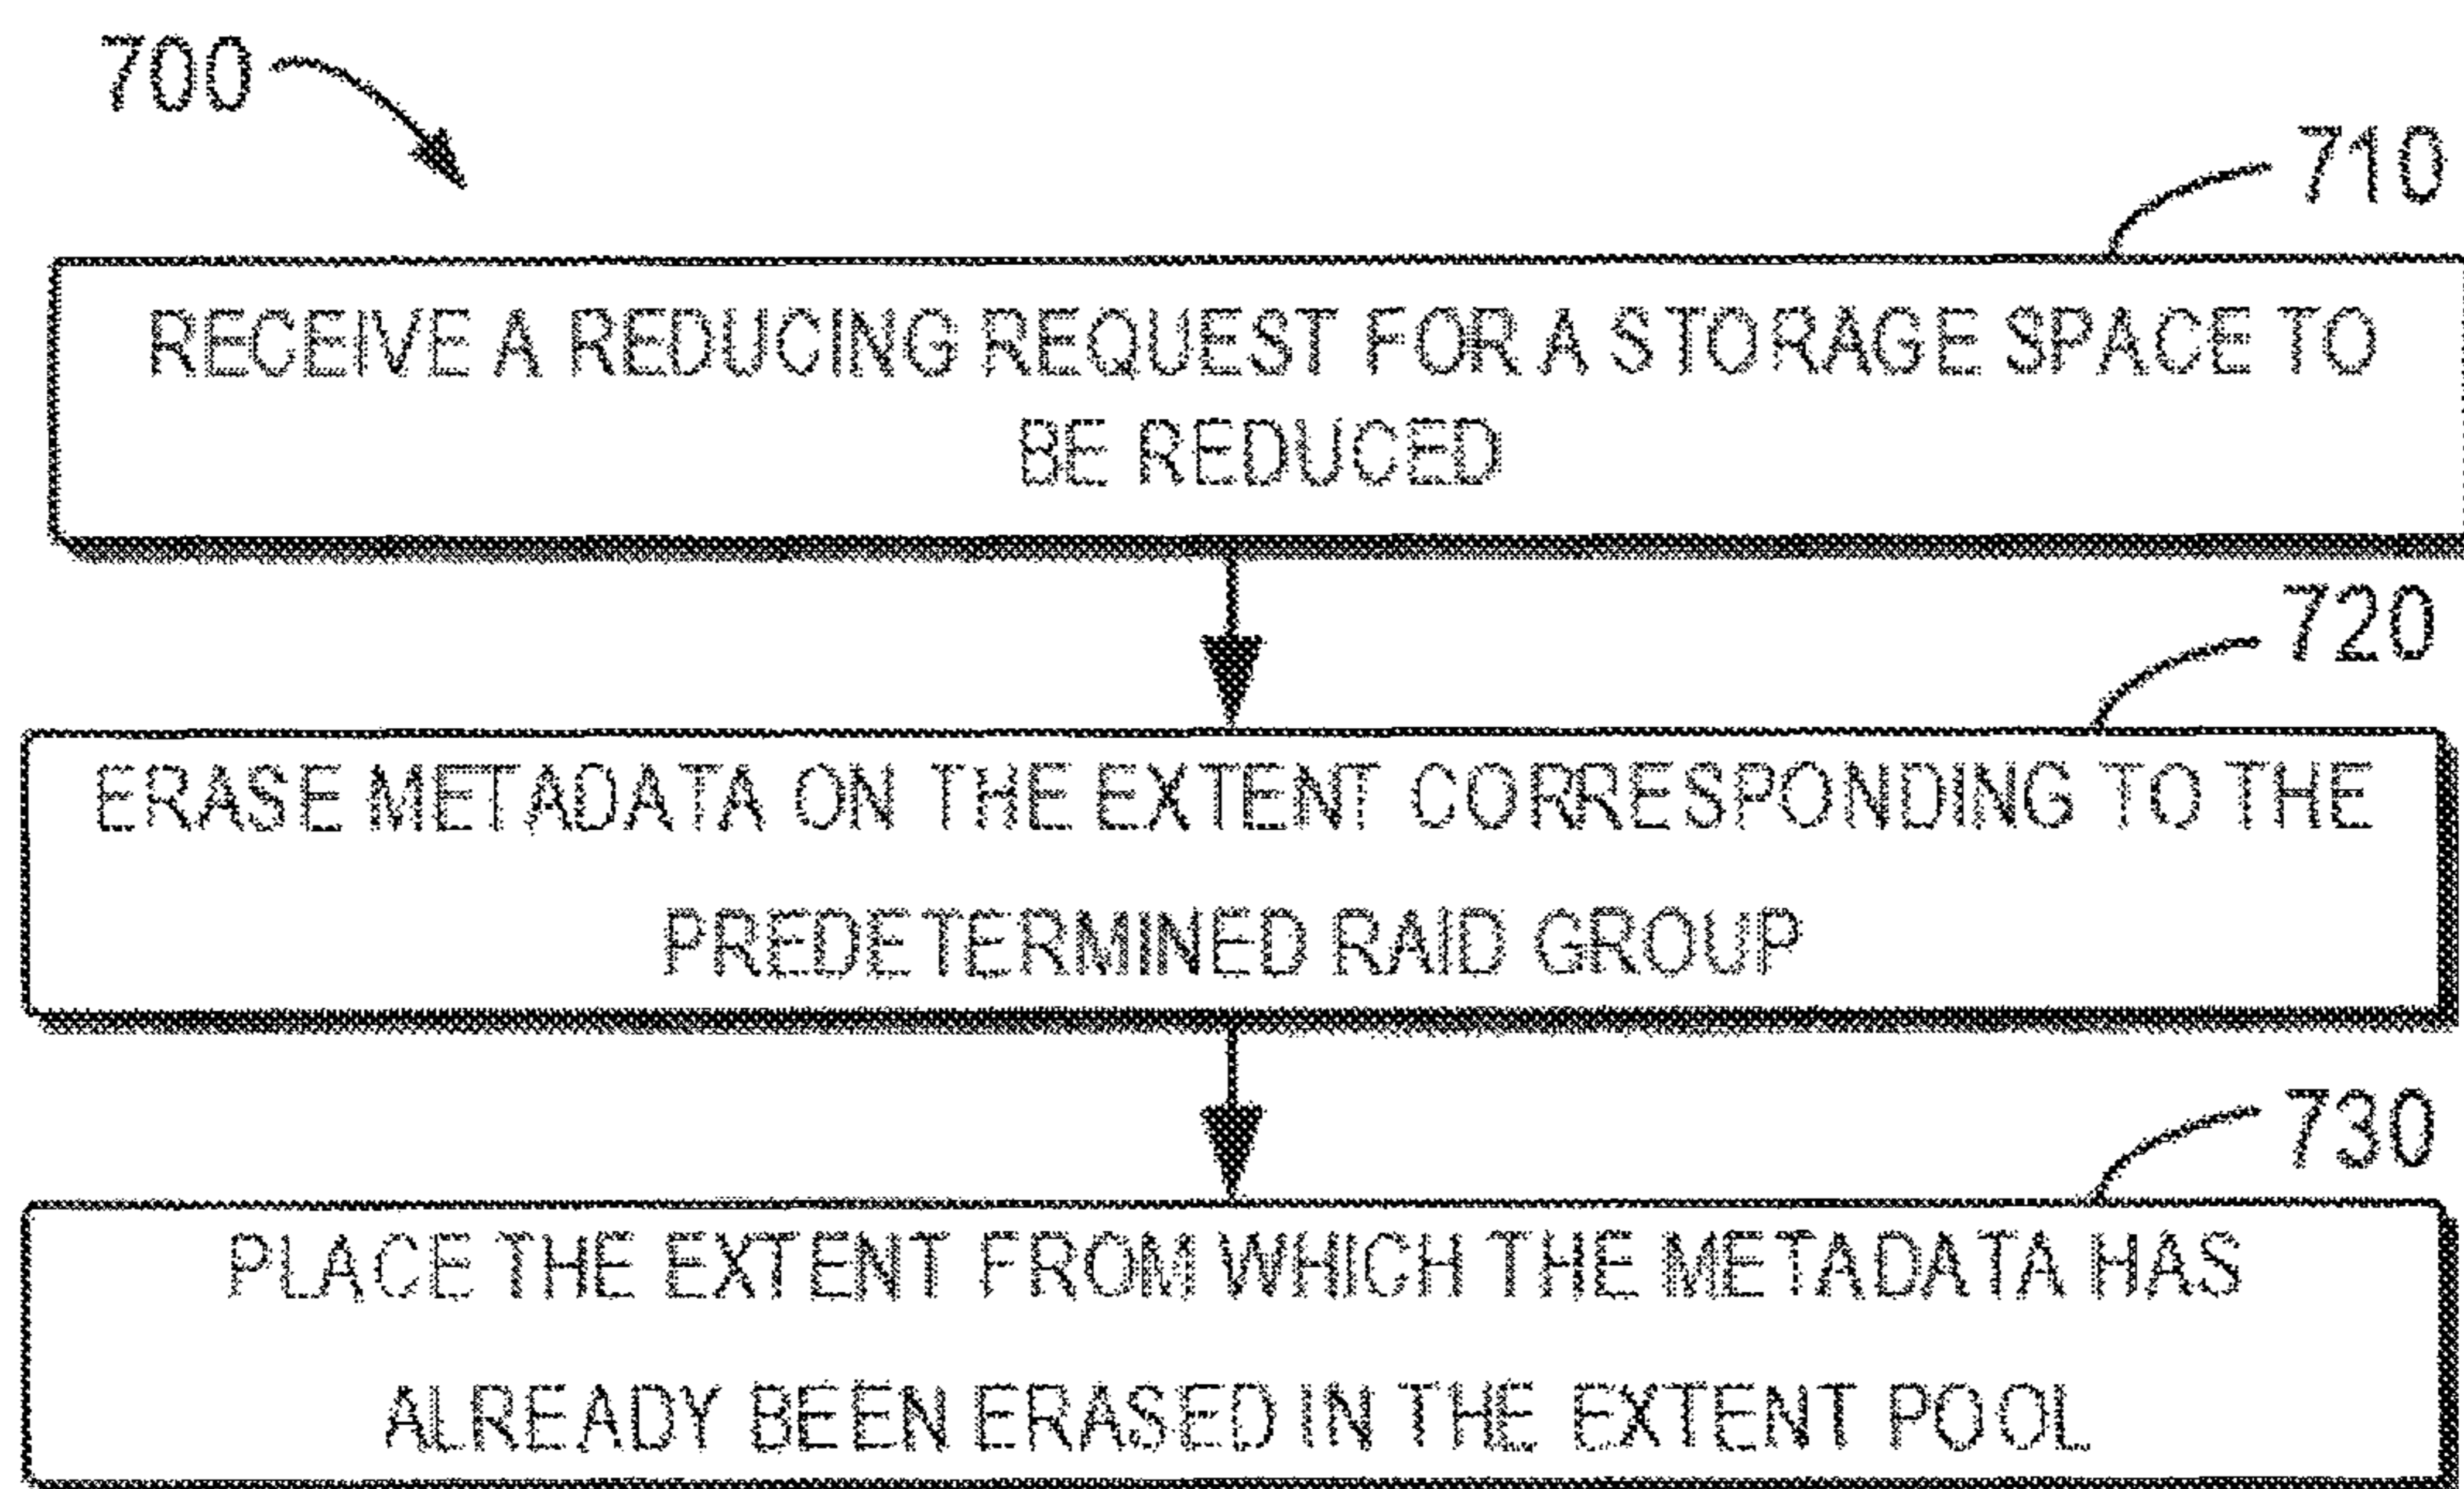 700
710
RECEIVE A REDUCING REQUEST FOR A STORAGE SPACE TO
BE REDUCED
720
ERASE METADATA ON THE EXTENT CORRESPONDING TO THE
PREDETERMINED RAID GROUP
730
PLACE THE EXTENT FROM WHICH THE METADATA HAS
ALREADY BEEN ERASED IN THE EXTENT POOL